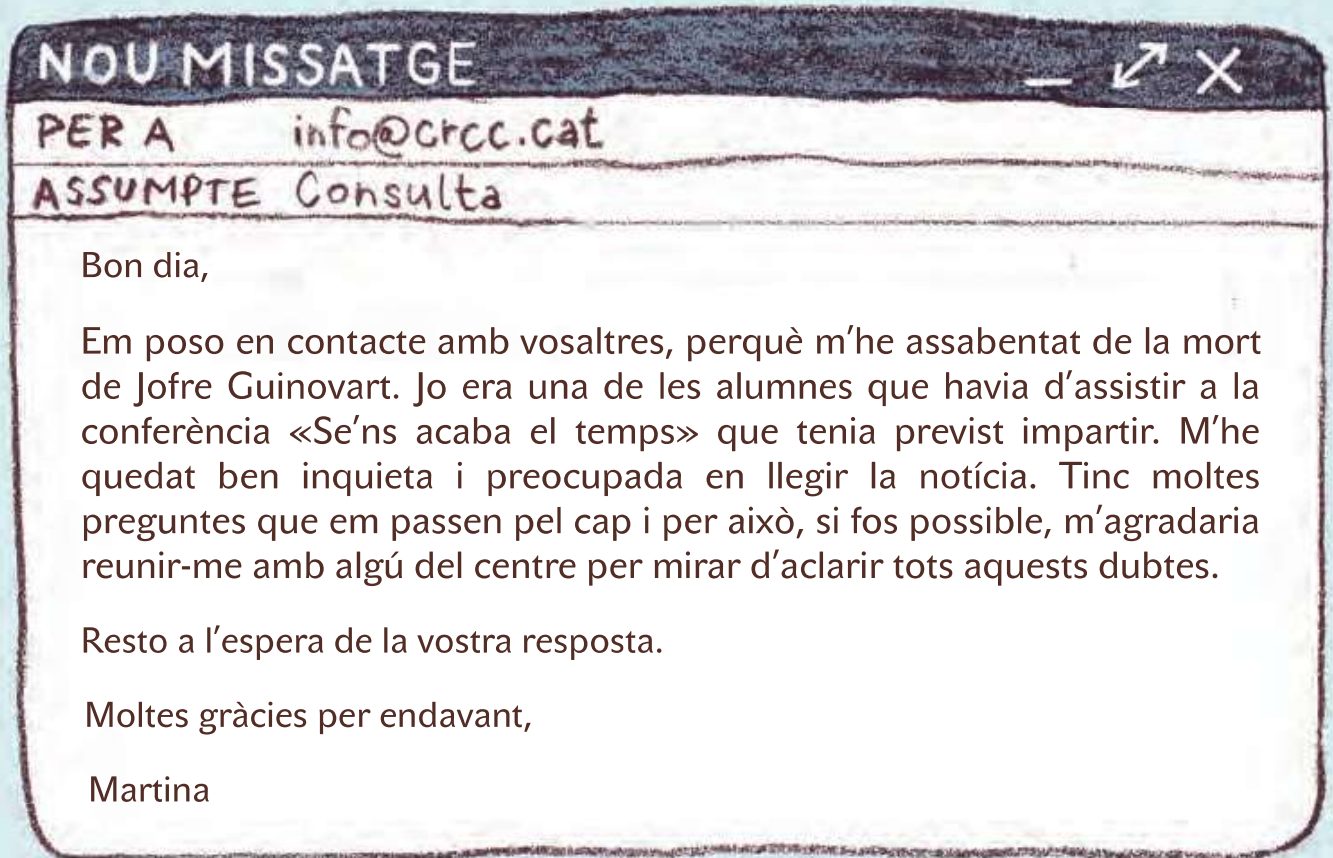 NOU MISSATGE
PER A info@crcc.cat
ASSUMPTE Consulta
Bon dia,
Em poso en contacte amb vosaltres, perquè m'he assabentat de la mort
de Jofre Guinovart. Jo era una de les alumnes que havia d'assistir a la
conferència «Se'ns acaba el temps» que tenia previst impartir. M'he
quedat ben inquieta i preocupada en llegir la notícia. Tinc moltes
preguntes que em passen pel cap i per això, si fos possible, m'agradaria
reunir-me amb algú del centre per mirar d'aclarir tots aquests dubtes.
Resto a l'espera de la vostra resposta.
Moltes gràcies per endavant,
Martina